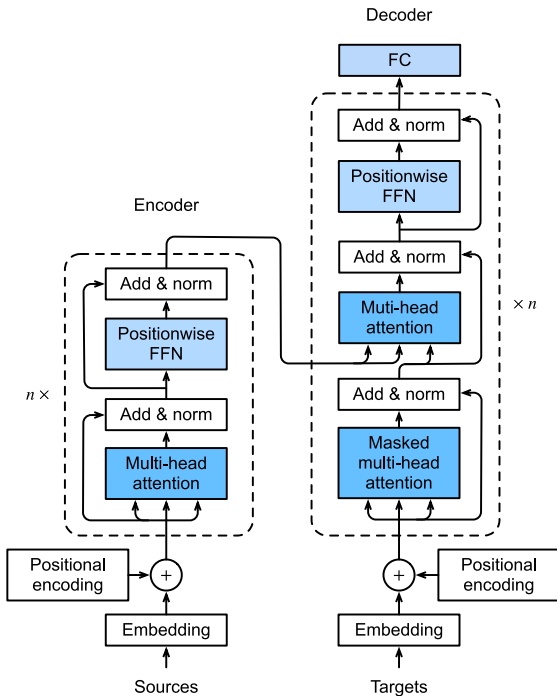 Decoder
FC
Add & norm
Positionwise
FFN
Add & norm
Muti-head
attention
× n
Add & norm
Masked
multi-head
attention
Encoder
Add & norm
Positionwise
FFN
n ×
Add & norm
Multi-head
attention
Positional
encoding
+
Embedding
Sources
+
Positional
encoding
Embedding
Targets